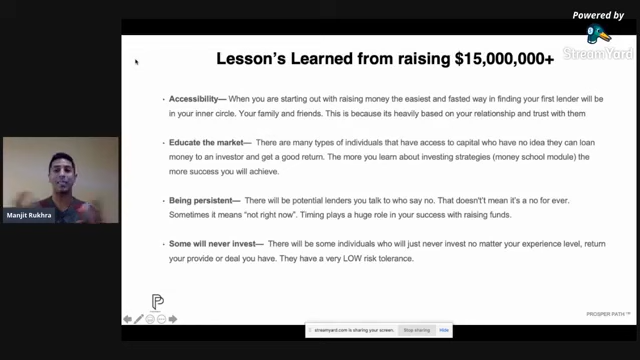 Powered by
StreamYard
Lesson's Learned from raising $15,000,000+
• Accessibility— When you are starting out with raising money the easiest and fasted way in finding your first lender will be
in your inner circle. Your family and friends. This is because its heavily based on your relationship and trust with them
• Educate the market— There are many types of individuals that have access to capital who have no idea they can loan
money to an investor and get a good return. The more you learn about investing strategies (money school module) the
more success you will achieve.
• Being persistent— There will be potential lenders you talk to who say no. That doesn't't mean it's a no for ever.
Sometimes it means "not right now". Timing plays a huge role in your success with raising funds.
• Some will never invest— There will be some individuals who will just never invest no matter your experience level, return
your provide or deal you have. They have a very LOW risk tolerance.
Manjit Rukhra
PROSPER PATH ™
streamyard.com is sharing your screen.
Stop sharing
Hide